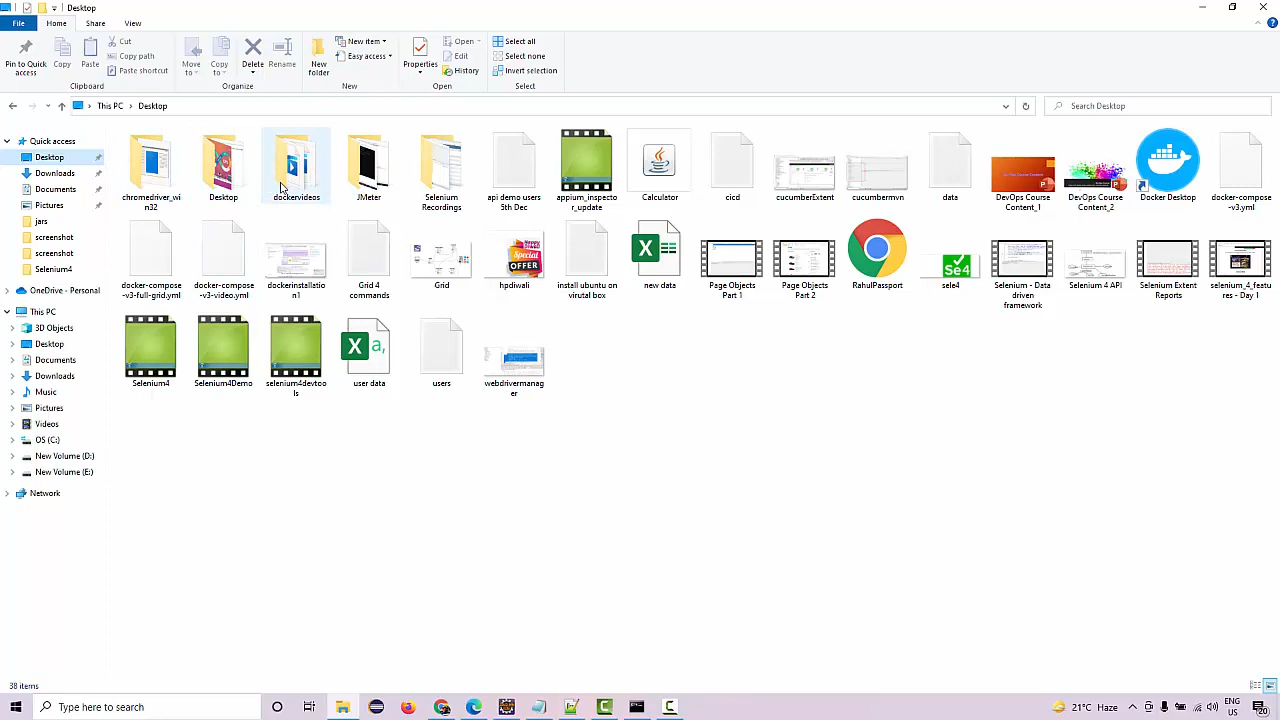 Desktop
File
Home
Share
View
Pin to Quick access
Copy
Paste
Cut
Copy path
Paste shortcut
Clipboard
Move to
Copy to
Delete
Rename
Organize
New folder
New item
Easy access
New
Properties
Open
Edit
History
Open
Select all
Select none
Invert selection
Select
This PC
Desktop
Search Desktop
Quick access
Desktop
Downloads
Documents
Pictures
jars
screenshot
screenshot
Selenium4
OneDrive - Personal
This PC
3D Objects
Desktop
Documents
Downloads
Music
Pictures
Videos
OS (C:)
New Volume (D:)
New Volume (E:)
Network
chromedriver_win32
Desktop
dockervideos
JMeter
Selenium Recordings
api demo users 5th Dec
appium_inspector_update
Calculator
cicd
cucumberExtent
cucumbermvn
data
DevOps Course Content_1
DevOps Course Content_2
Docker Desktop
docker-compose-v3.yml
docker-compose-v3-full-grid.yml
docker-compose-v3-video.yml
dockerinstallation1
Grid 4 commands
Grid
hpdiwali
install ubuntu on virutal box
new data
Page Objects Part 1
Page Objects Part 2
RahulPassport
sele4
Selenium - Data driven framework
Selenium 4 API
Selenium Extent Reports
selenium_4_features - Day 1
Selenium4
Selenium4Demo
selenium4devtools
user data
users
webdrivermanager
38 items
Type here to search
21°C Haze
ENG
US
20